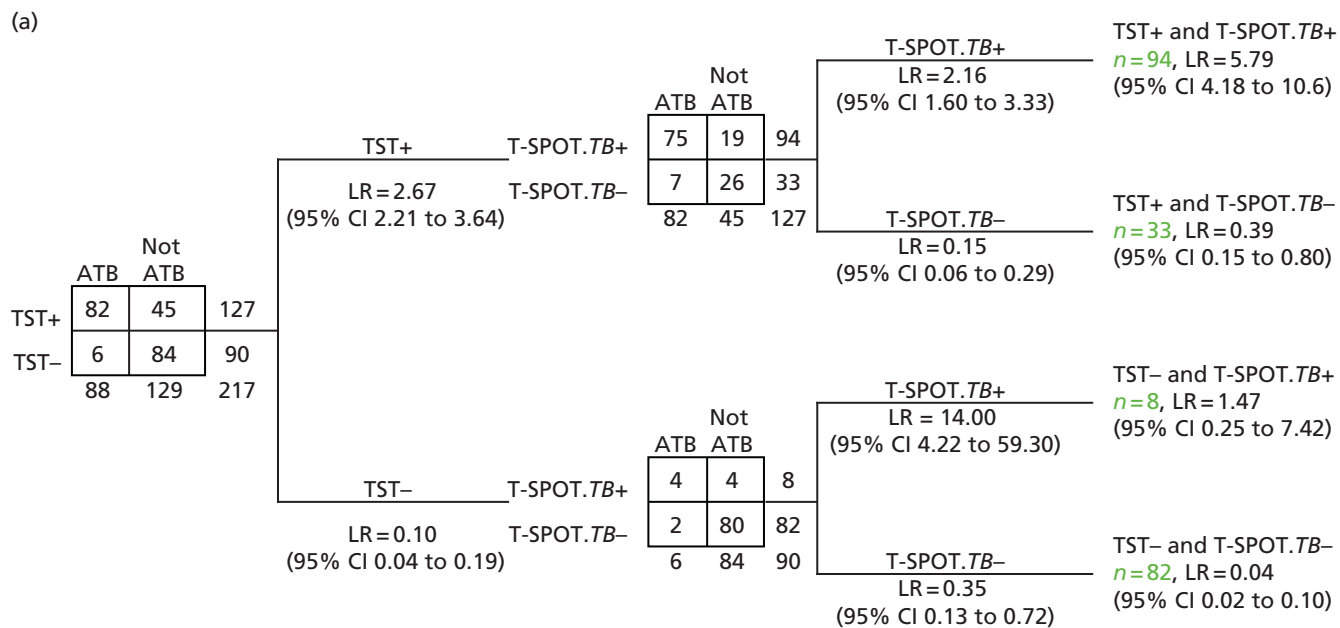 (a)
Not
ATB ATB
TST+ 82 45 127
TST– 6 84 90
88 129 217
TST+
LR = 2.67
(95% CI 2.21 to 3.64)
TST–
LR = 0.10
(95% CI 0.04 to 0.19)
Not
ATB ATB
T-SPOT.TB+ 75 19 94
T-SPOT.TB– 7 26 33
82 45 127
T-SPOT.TB+
LR = 2.16
(95% CI 1.60 to 3.33)
T-SPOT.TB–
LR = 0.15
(95% CI 0.06 to 0.29)
TST+ and T-SPOT.TB+
n = 94, LR = 5.79
(95% CI 4.18 to 10.6)
TST+ and T-SPOT.TB–
n = 33, LR = 0.39
(95% CI 0.15 to 0.80)
Not
ATB ATB
T-SPOT.TB+ 4 4 8
T-SPOT.TB– 2 80 82
6 84 90
T-SPOT.TB+
LR = 14.00
(95% CI 4.22 to 59.30)
T-SPOT.TB–
LR = 0.35
(95% CI 0.13 to 0.72)
TST– and T-SPOT.TB+
n = 8, LR = 1.47
(95% CI 0.25 to 7.42)
TST– and T-SPOT.TB–
n = 82, LR = 0.04
(95% CI 0.02 to 0.10)